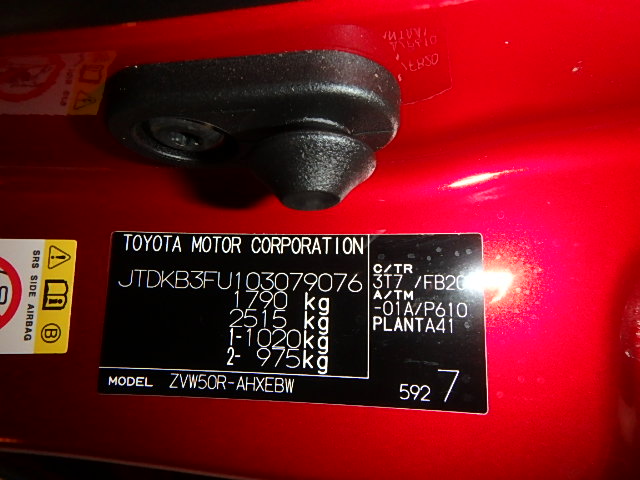 TOYOTA MOTOR CORPORATION
JTDKB3FU103079076
1790 kg
2515 kg
1-1020kg
2- 975kg
C/TR
3T7 /FB20
A/TM
-01A/P610
PLANTA41
MODEL ZVW50R-AHXEBW
592 7
SRS SIDE AIRBAG
B